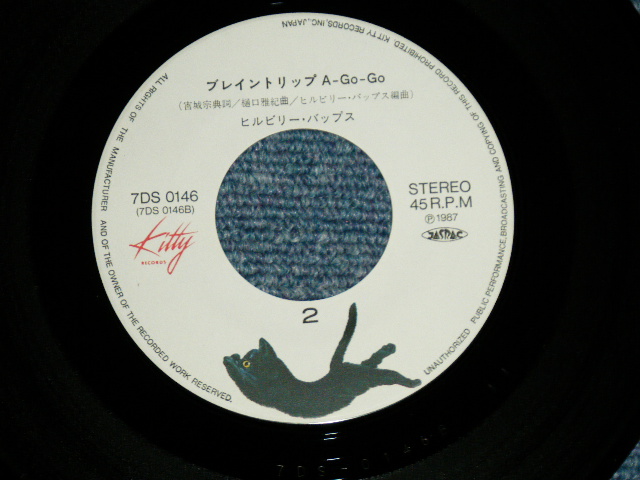 ブレイントリップ A-Go-Go
(宮城宗典詞/樋口雅紀曲/ヒルビリー・バップス編曲)
ヒルビリー・バップス
7DS 0146
(7DS 0146B)
Kitty
RECORDS
STEREO
45 R.P.M
Ⓟ1987
JASRAC
2
ALL RIGHTS OF THE MANUFACTURER AND OF THE OWNER OF THE RECORDED WORK RESERVED.
UNAUTHORIZED PUBLIC PERFORMANCE, BROADCASTING AND COPYING OF THIS RECORD PROHIBITED. KITTY RECORDS, INC., JAPAN